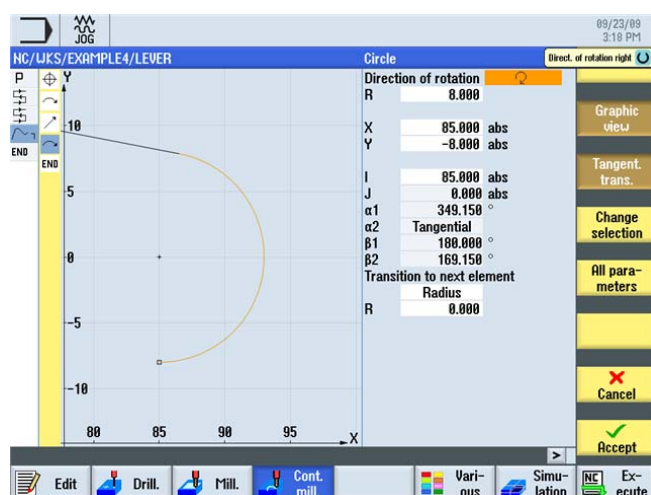 JOG
09/23/09
3:18 PM
NC/WKS/EXAMPLE4/LEVER
Circle
Direct. of rotation right
P
END
END
Y
10
5
0
-5
-10
80 85 90 95
X
Direction of rotation
R 8.000
X 85.000 abs
Y -8.000 abs
I 85.000 abs
J 0.000 abs
α1 349.150 °
α2 Tangential
β1 180.000 °
β2 169.150 °
Transition to next element
Radius
R 0.000
Graphic
view
Tangent.
trans.
Change
selection
All para-
meters
Cancel
Accept
>
Edit
Drill.
Mill.
Cont.
mill
Vari-
ous
Simu-
lation
NC
Ex-
ecute